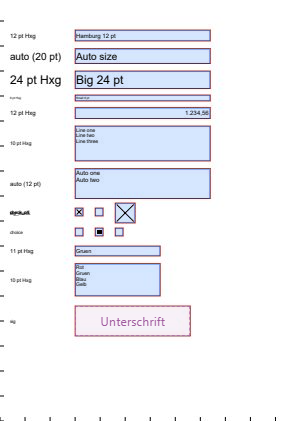 12 pt Hxg
Hamburg 12 pt
auto (20 pt)
Auto size
24 pt Hxg
Big 24 pt
12 pt Hxg
1.234,56
10 pt Hxg
Line one
Line two
Line three
auto (12 pt)
Auto one
Auto two
choice
11 pt Hxg
Gruen
10 pt Hxg
Rot
Gruen
Blau
Gelb
sig
Unterschrift